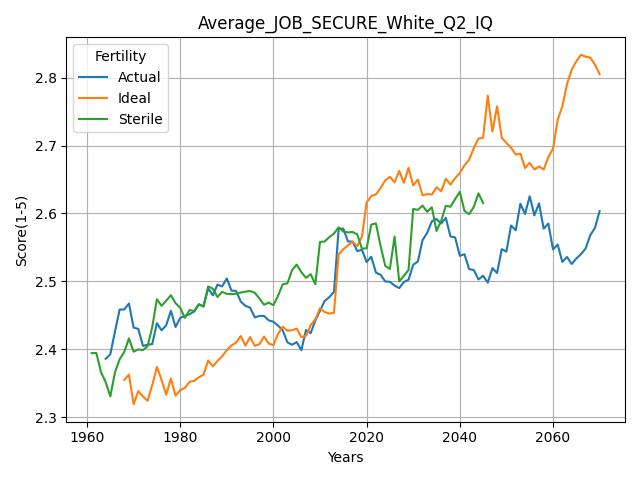 Average_JOB_SECURE_White_Q2_IQ
Fertility
Actual
Ideal
Sterile
Score(1-5)
2.8
2.7
2.6
2.5
2.4
2.3
1960 1980 2000 2020 2040 2060
Years